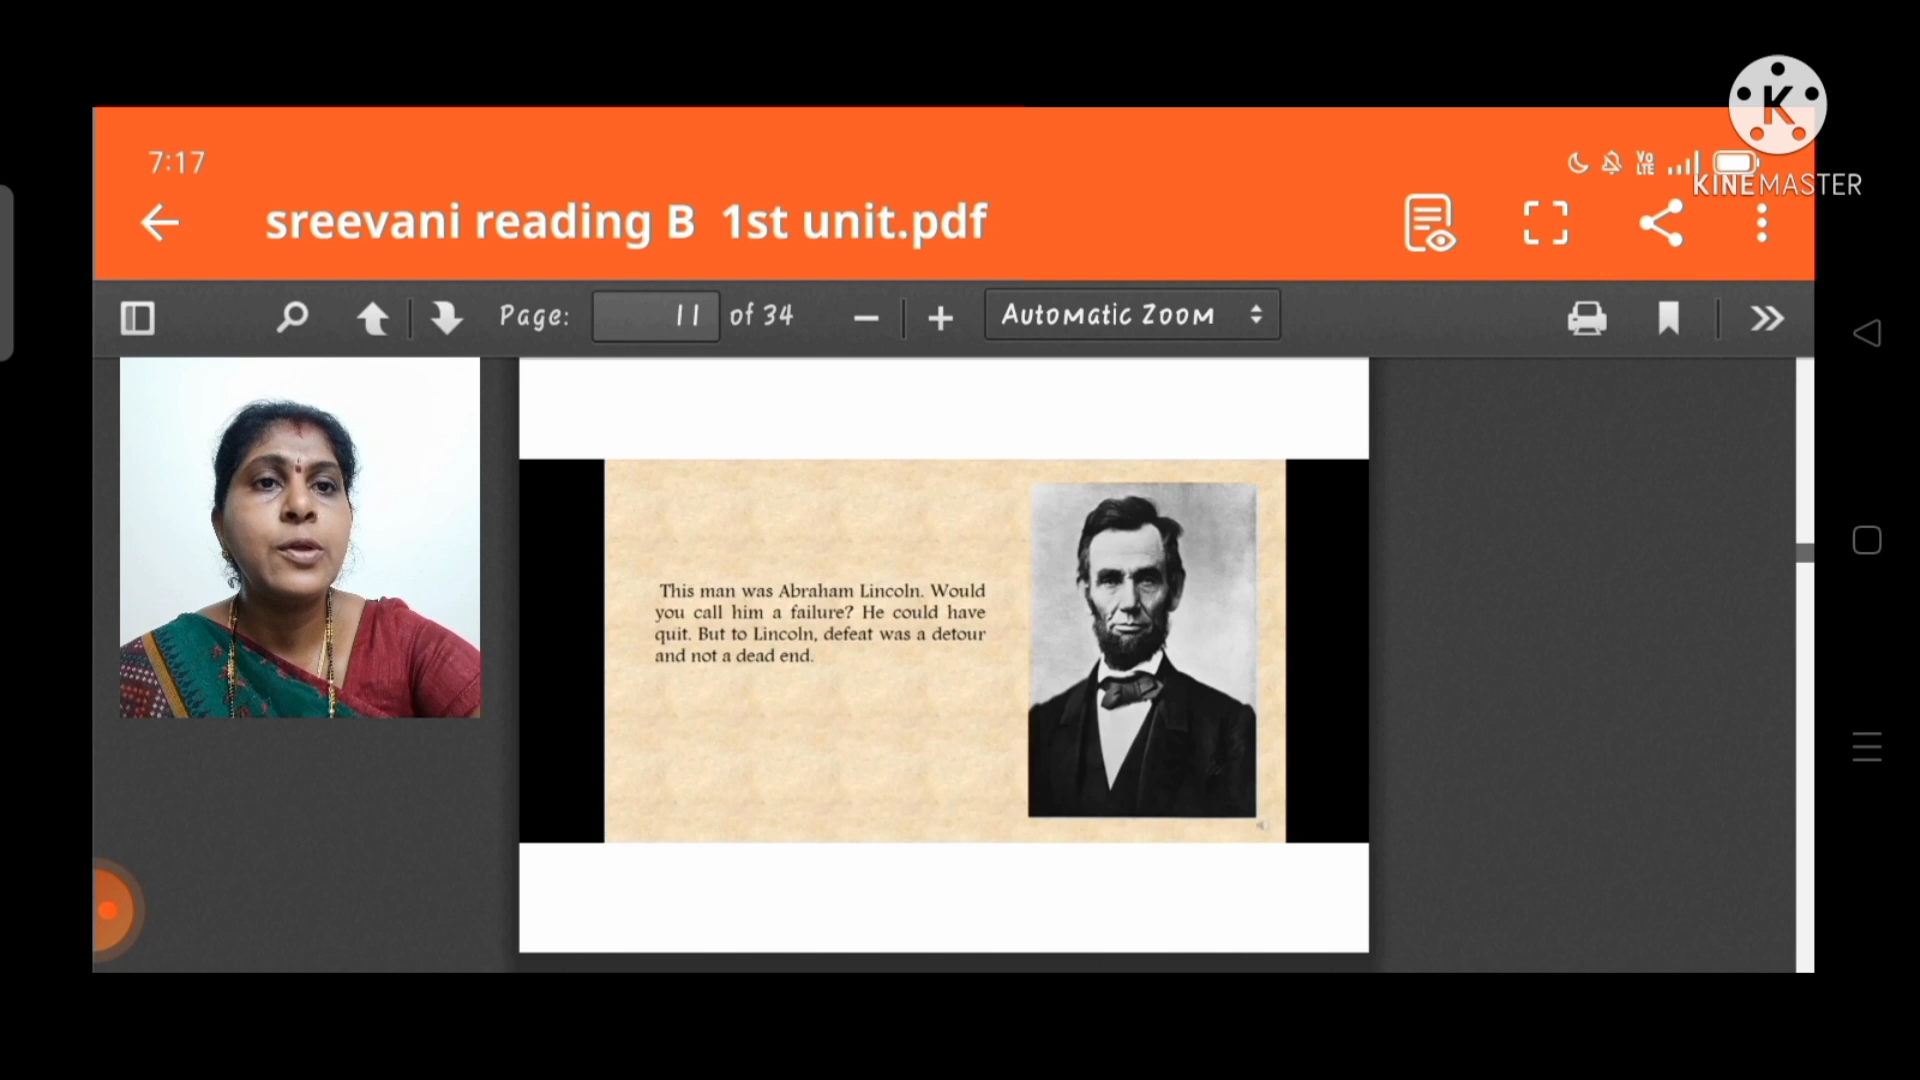 7:17
Vo
LTE
K
KINEMASTER
sreevani reading B 1st unit.pdf
Page: 11 of 34
Automatic Zoom
This man was Abraham Lincoln. Would
you call him a failure? He could have
quit. But to Lincoln, defeat was a detour
and not a dead end.